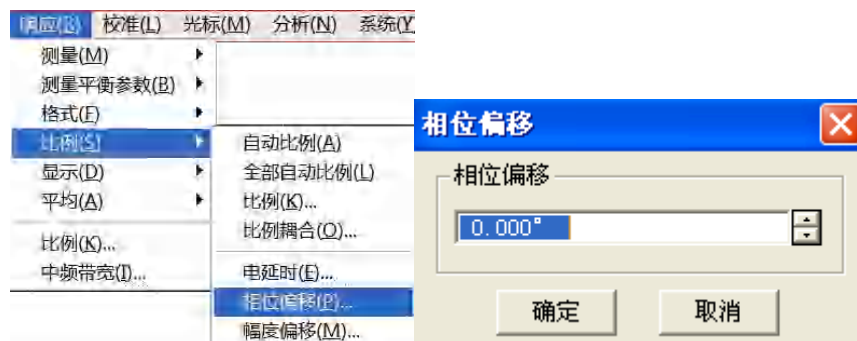 响应(R) 校准(L) 光标(M) 分析(N) 系统(Y
测量(M)
测量平衡参数(B)
格式(F)
比例(S)
显示(D)
平均(A)
比例(K)...
中频带宽(I)...
自动比例(A)
全部自动比例(L)
比例(K)...
比例耦合(O)...
电延时(E)...
相位偏移(P)...
幅度偏移(M)...
相位偏移
相位偏移
0.000°
确定 取消